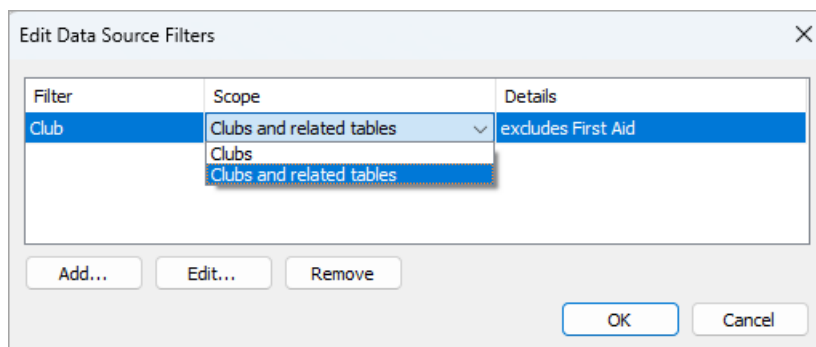 Edit Data Source Filters
Filter Scope Details
Club Clubs and related tables excludes First Aid
Clubs
Clubs and related tables
Add... Edit... Remove
OK Cancel